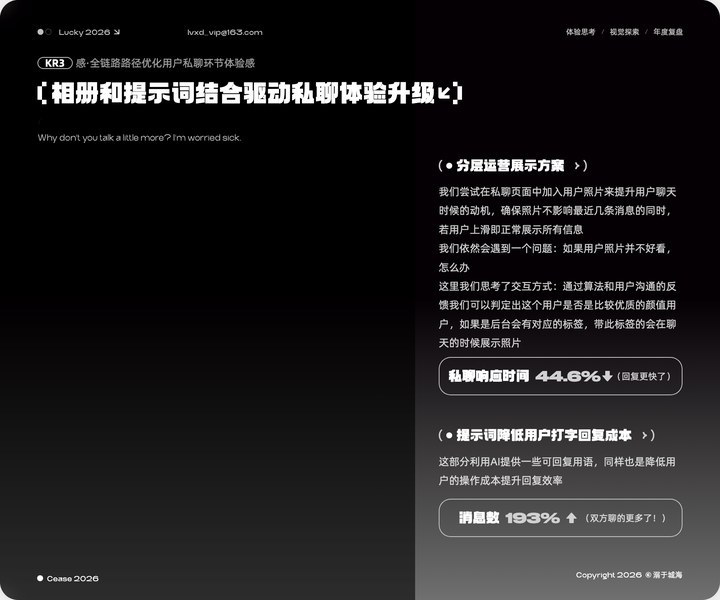 Lucky 2026
lvxd_vip@163.com
体验思考 / 视觉探索 / 年度复盘
KR3 感·全链路路径优化用户私聊环节体验感
相册和提示词结合驱动私聊体验升级
Why don't you talk a little more? I'm worried sick.
(● 分层运营展示方案 >)
我们尝试在私聊页面中加入用户照片来提升用户聊天
时候的动机，确保照片不影响最近几条消息的同时，
若用户上滑即正常展示所有信息
我们依然会遇到一个问题：如果用户照片并不好看，
怎么办
这里我们思考了交互方式：通过算法和用户沟通的反
馈我们可以判定出这个用户是否是比较优质的颜值用
户，如果是后台会有对应的标签，带此标签的会在聊
天的时候展示照片
私聊响应时间 44.6%↓（回复更快了）
(● 提示词降低用户打字回复成本 >)
这部分利用AI提供一些可回复用语，同样也是降低用
户的操作成本提升回复效率
消息数 193% ↑（双方聊的更多了！）
Cease 2026
Copyright 2026 ©溺于城海